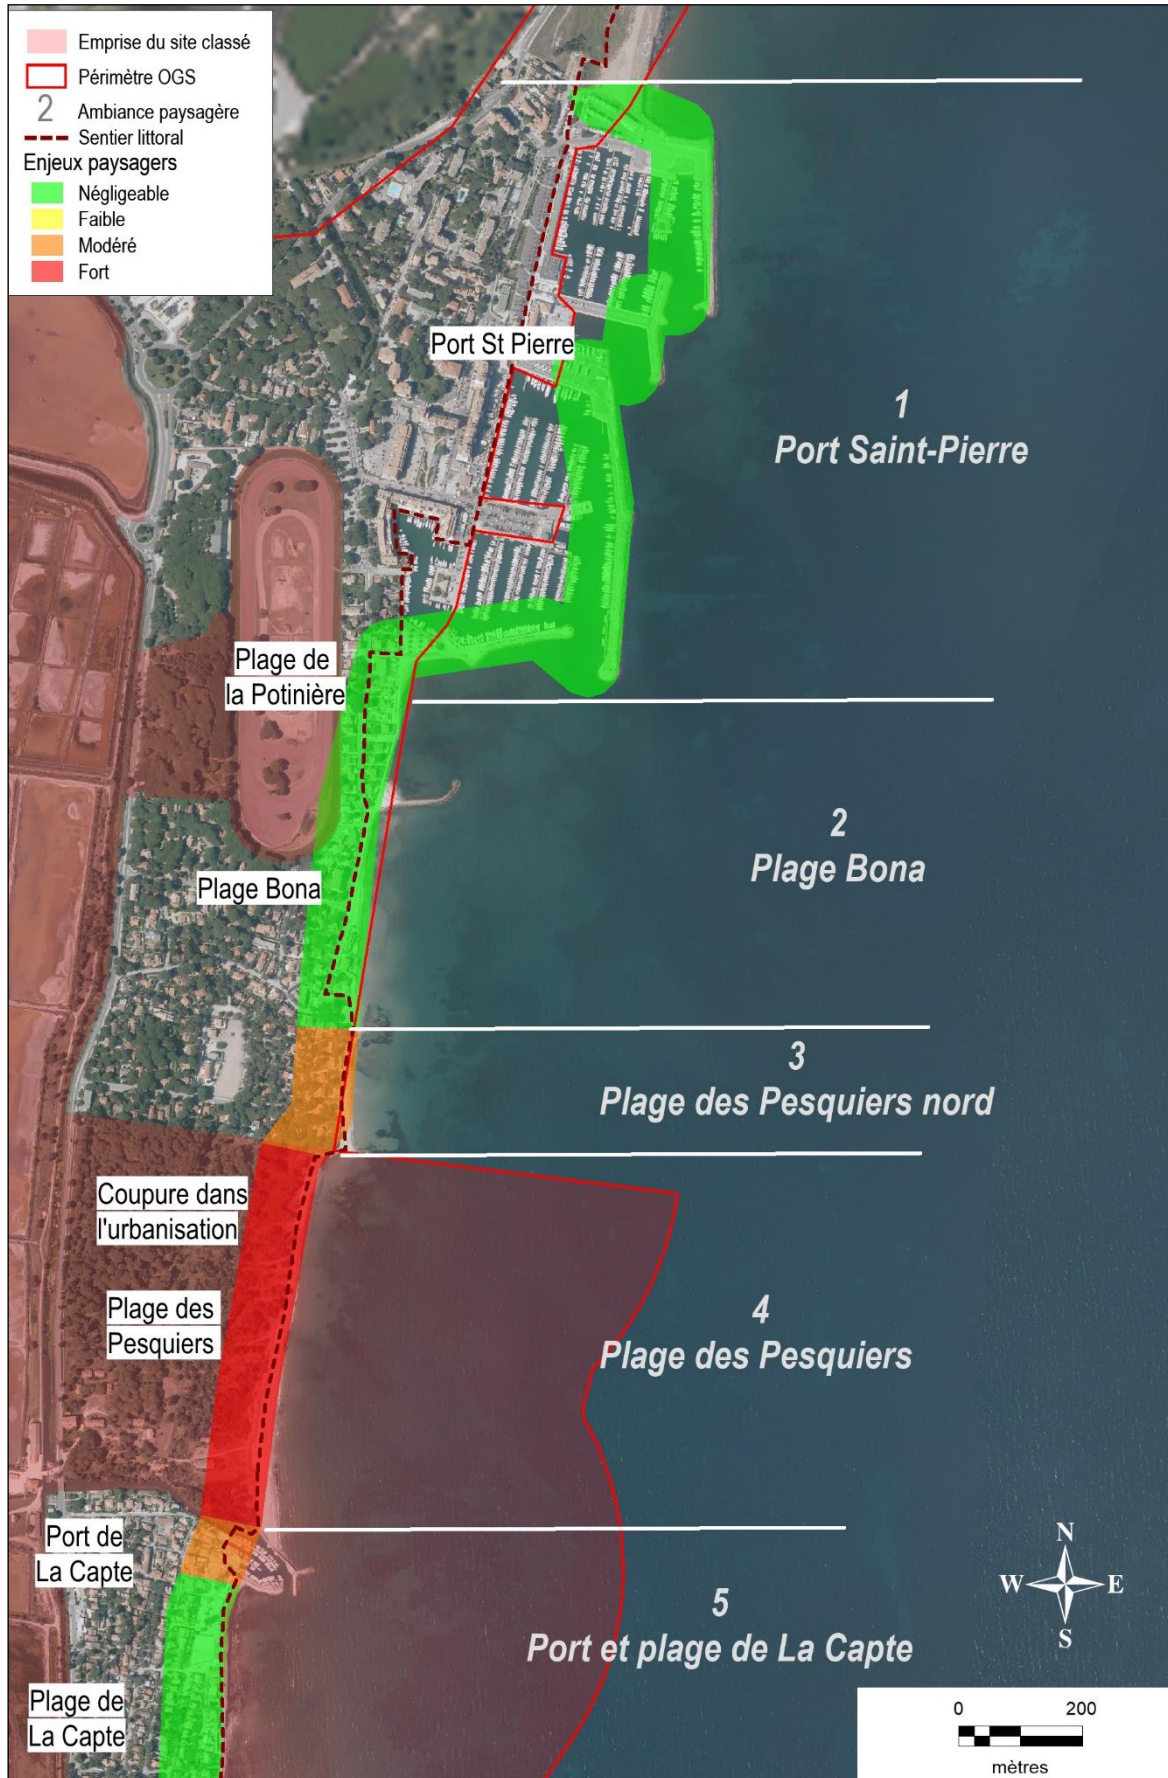 Emprise du site classé
Périmètre OGS
2 Ambiance paysagère
Sentier littoral
Enjeux paysagers
Négligeable
Faible
Modéré
Fort
Port St Pierre
1
Port Saint-Pierre
Plage de
la Potinière
2
Plage Bona
Plage Bona
3
Plage des Pesquiers nord
Coupure dans
l'urbanisation
Plage des
Pesquiers
4
Plage des Pesquiers
Port de
La Capte
5
Port et plage de La Capte
Plage de
La Capte
N
W E
S
0 200
mètres